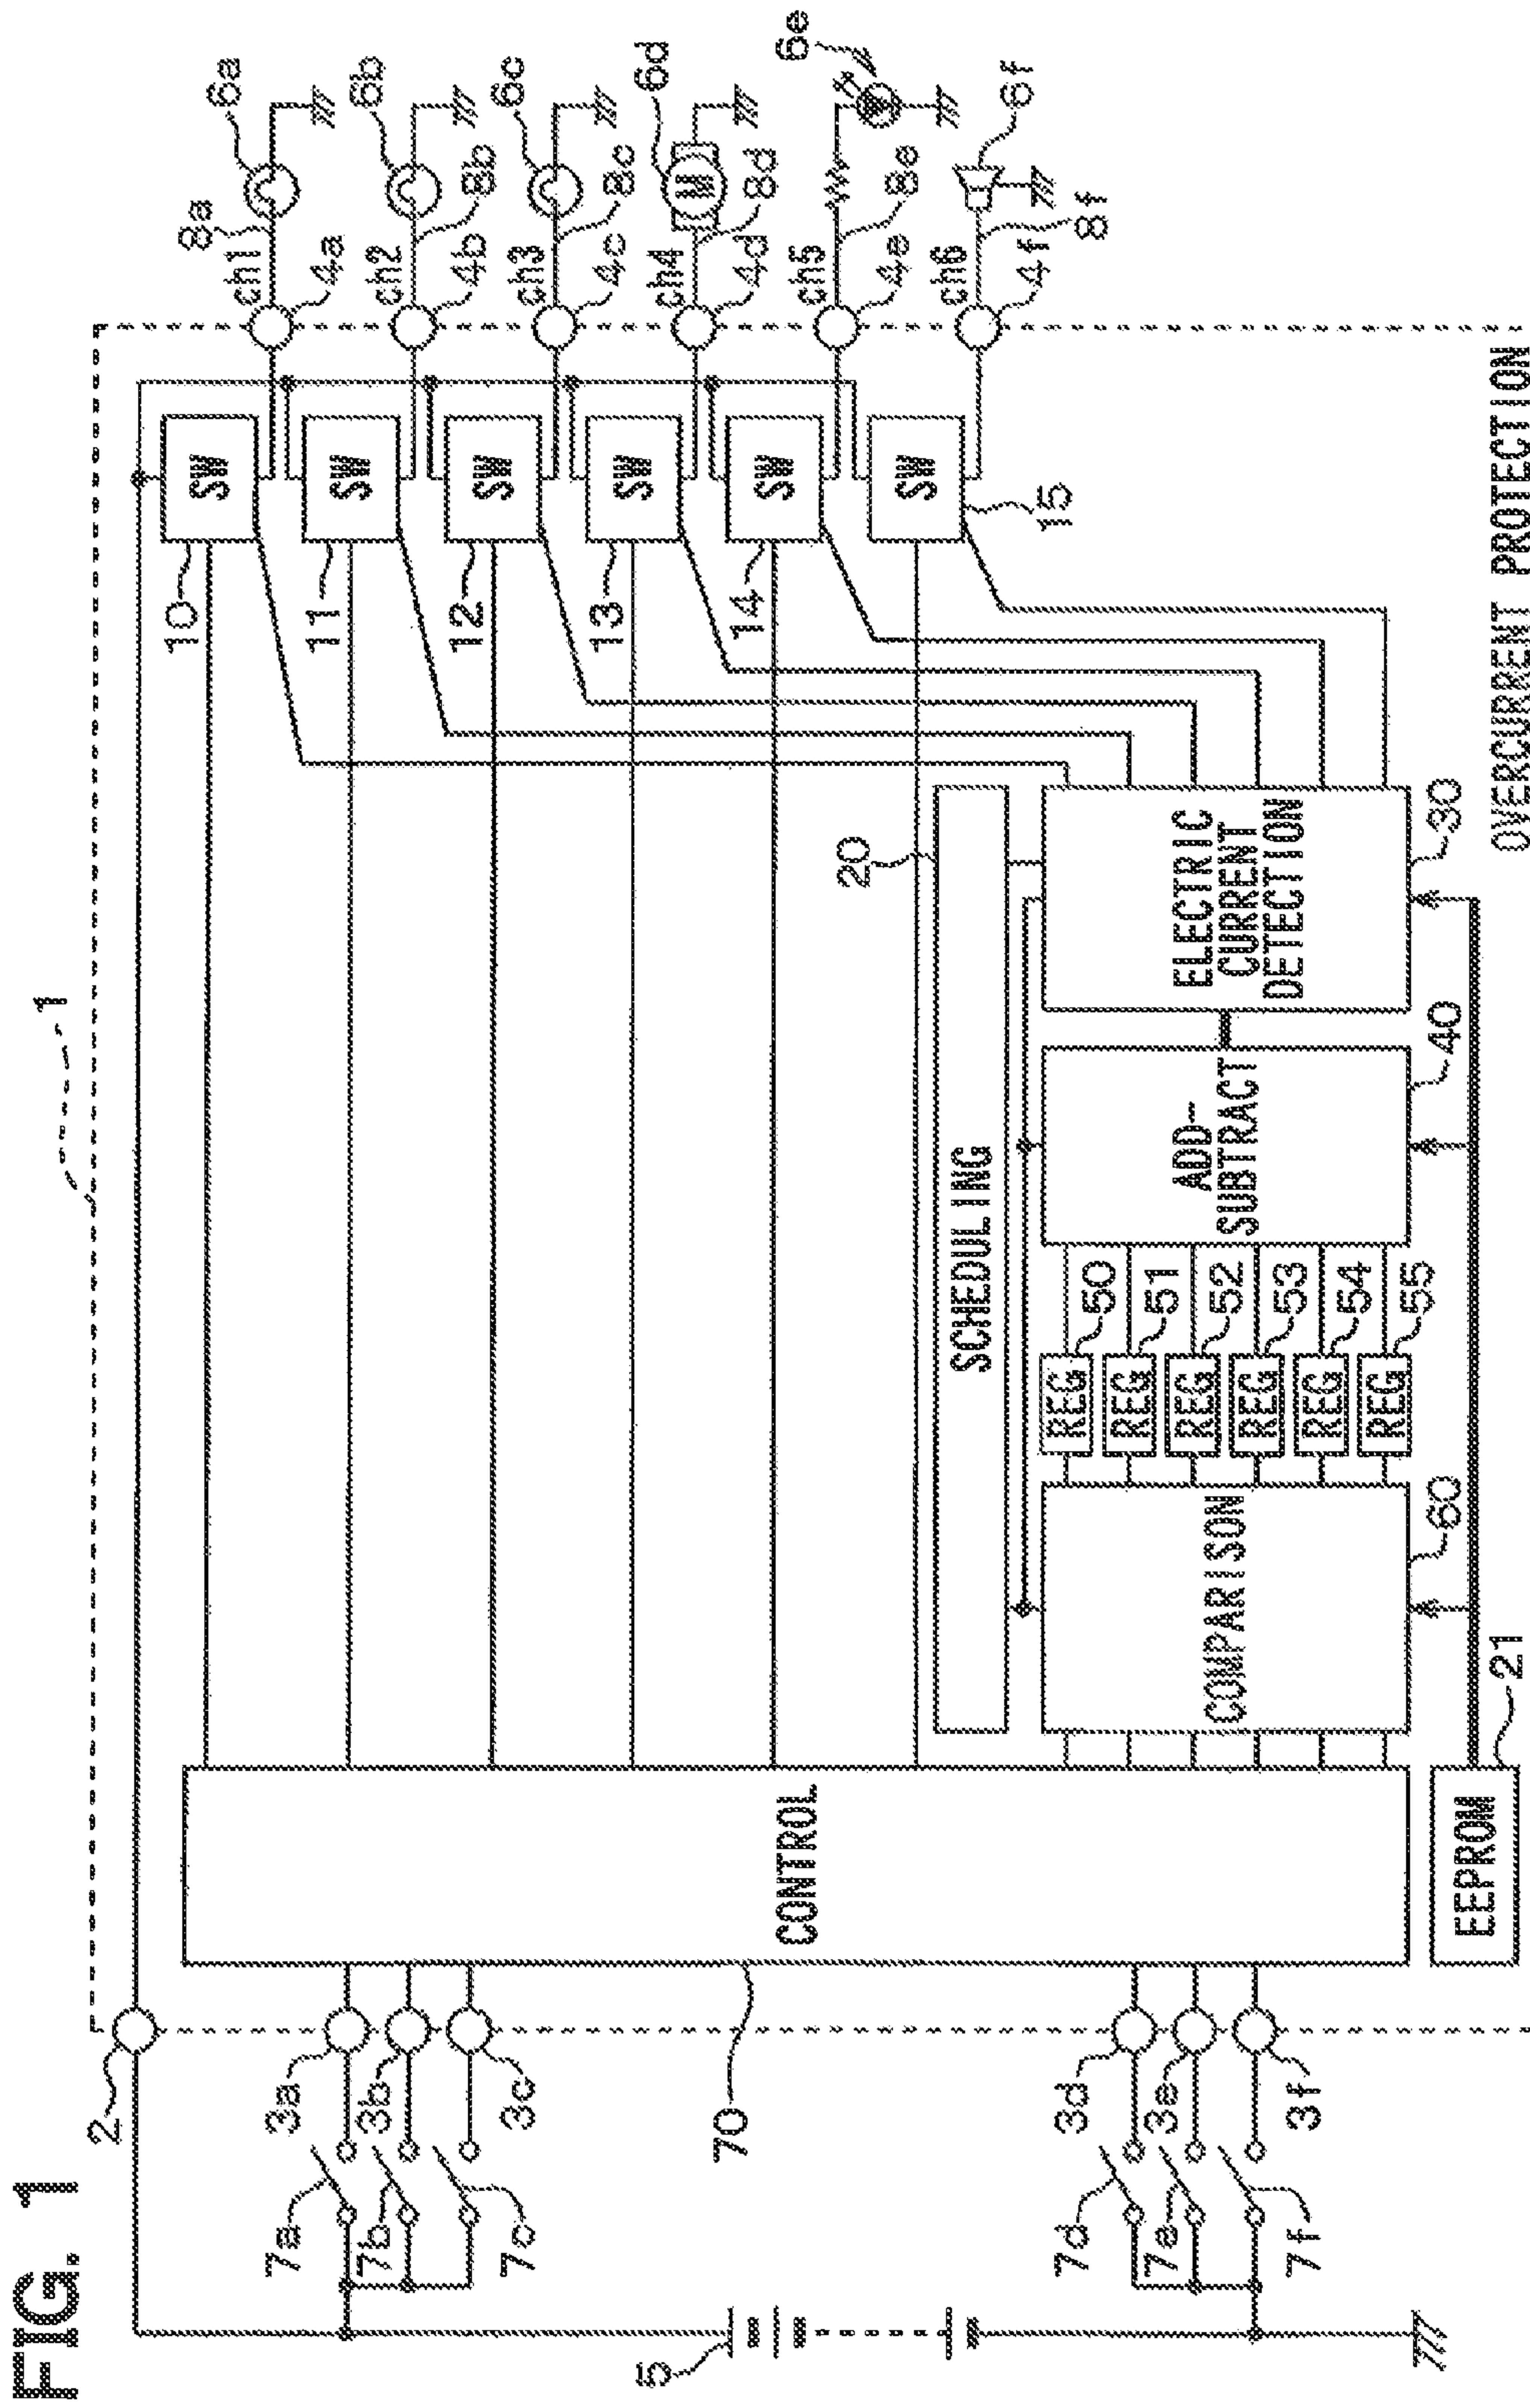 FIG. 1
1
2
5
7a
7b
7c
7d
7e
7f
3a
3b
3c
3d
3e
3f
70
CONTROL
EEPROM
21
COMPARISON
60
REG
REG
REG
REG
REG
REG
50
51
52
53
54
55
SCHEDULING
20
ADD-
SUBTRACT
40
ELECTRIC
CURRENT
DETECTION
30
10
11
12
13
14
15
SW
SW
SW
SW
SW
SW
OVERCURRENT PROTECTION
ch1
ch2
ch3
ch4
ch5
ch6
4a
4b
4c
4d
4e
4f
8a
8b
8c
8d
8e
8f
6a
6b
6c
6d
6e
6f
M